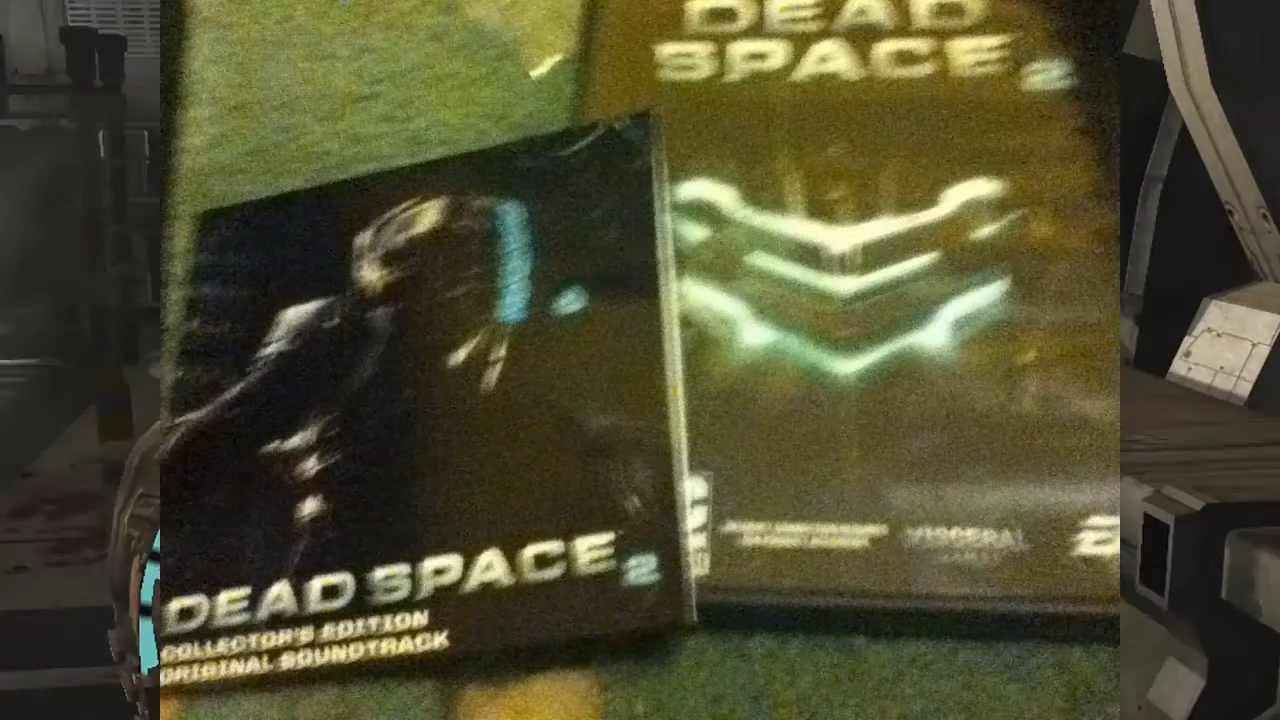 DEAD
SPACE 2
VISCERAL
DEAD SPACE 2
COLLECTOR'S EDITION
ORIGINAL SOUNDTRACK